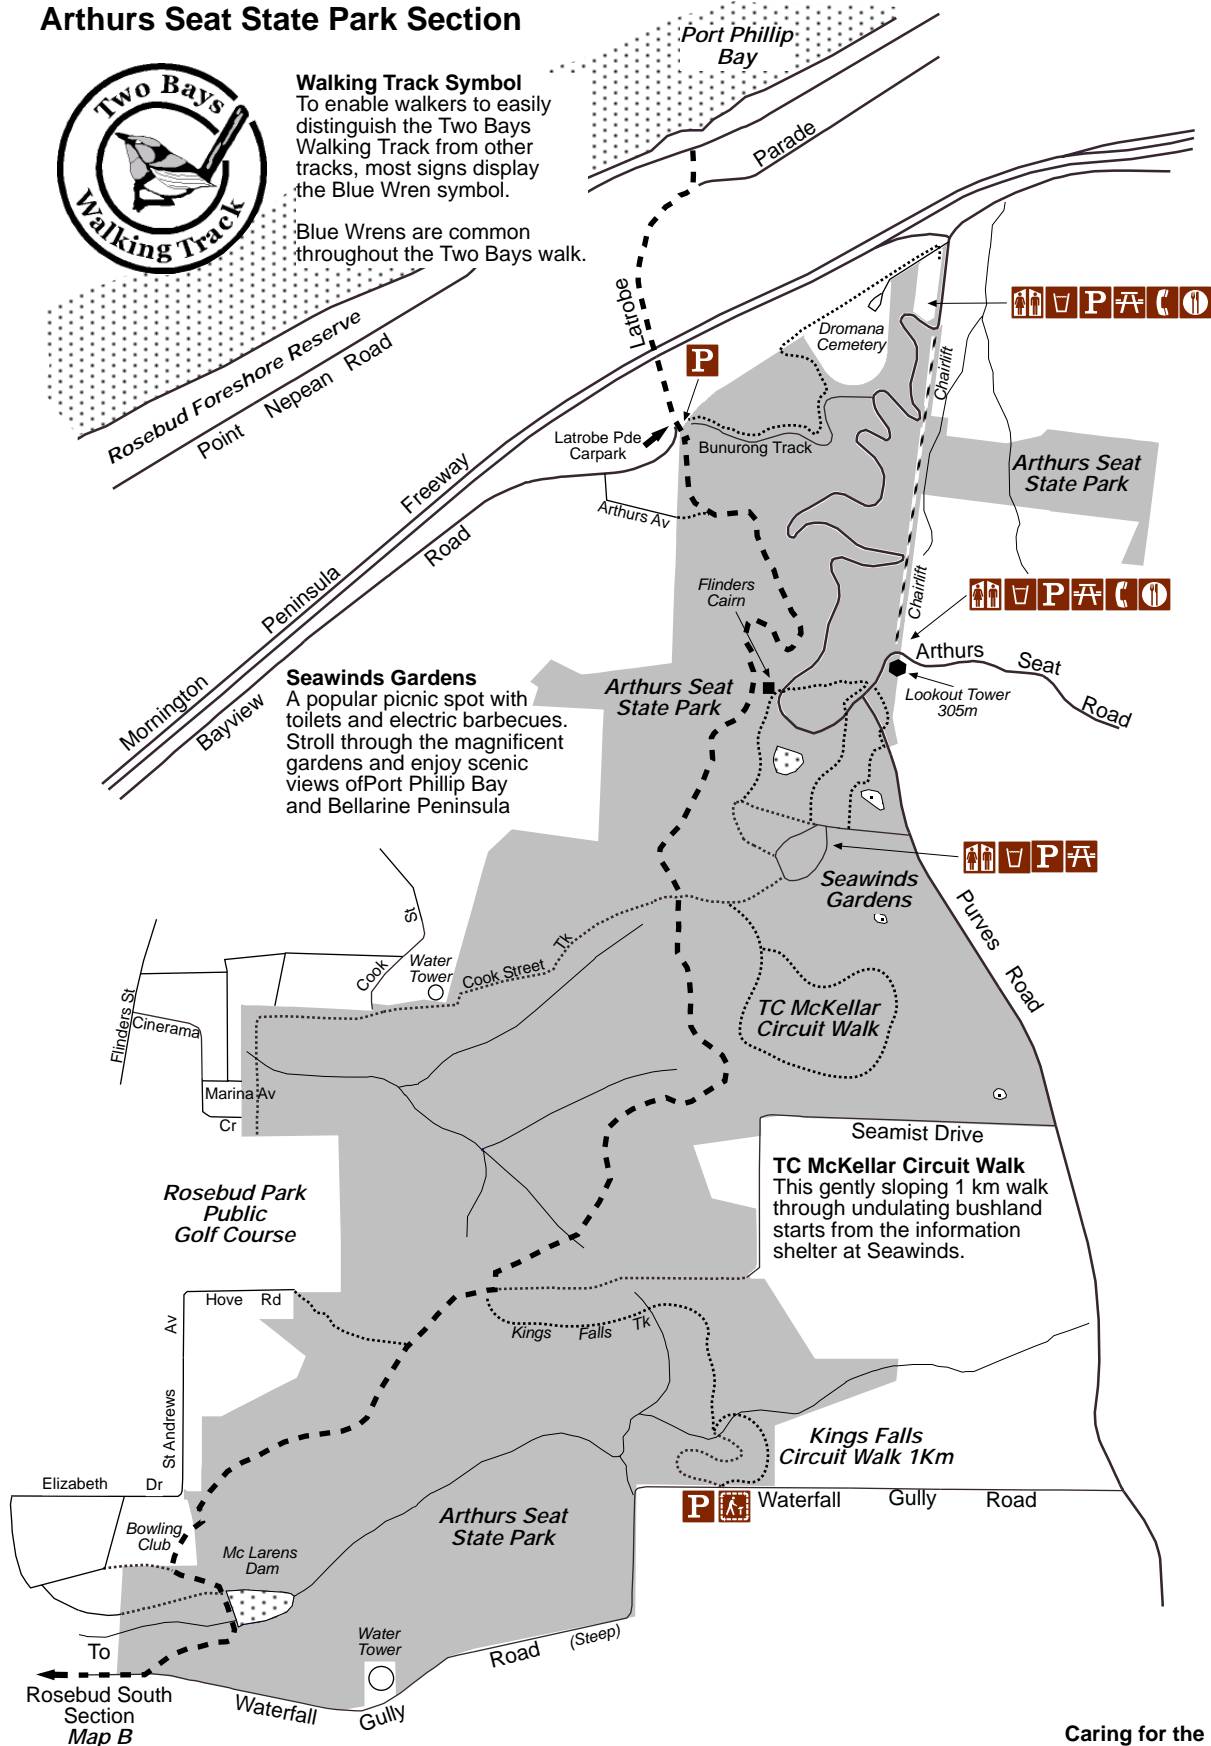 Arthurs Seat State Park Section
Port Phillip
Bay
Two Bays
Walking Track
Walking Track Symbol
To enable walkers to easily
distinguish the Two Bays
Walking Track from other
tracks, most signs display
the Blue Wren symbol.
Blue Wrens are common
throughout the Two Bays walk.
Parade
Latrobe
Rosebud Foreshore Reserve
Point Nepean Road
P
P
Dromana
Cemetery
Chairlift
Latrobe Pde
Carpark
Bunurong Track
Arthurs Seat
State Park
Freeway
Arthurs Av
Road
Peninsula
Mornington
Bayview
Flinders
Cairn
Chairlift
P
Arthurs Seat Road
Lookout Tower
305m
Seawinds Gardens
A popular picnic spot with
toilets and electric barbecues.
Stroll through the magnificent
gardens and enjoy scenic
views ofPort Phillip Bay
and Bellarine Peninsula
Arthurs Seat
State Park
P
Seawinds
Gardens
Purves Road
St
Cook
Water
Tower
Cook Street Tk
Flinders St
Cinerama
Marina Av
Cr
TC McKellar
Circuit Walk
Seamist Drive
TC McKellar Circuit Walk
This gently sloping 1 km walk
through undulating bushland
starts from the information
shelter at Seawinds.
Rosebud Park
Public
Golf Course
Hove Rd
Av
St Andrews
Kings Falls Tk
Kings Falls
Circuit Walk 1Km
Elizabeth Dr
P
Waterfall Gully Road
Arthurs Seat
State Park
Bowling
Club
Mc Larens
Dam
Water
Tower
Road (Steep)
To
Rosebud South
Section
Map B
Waterfall Gully
Caring for the